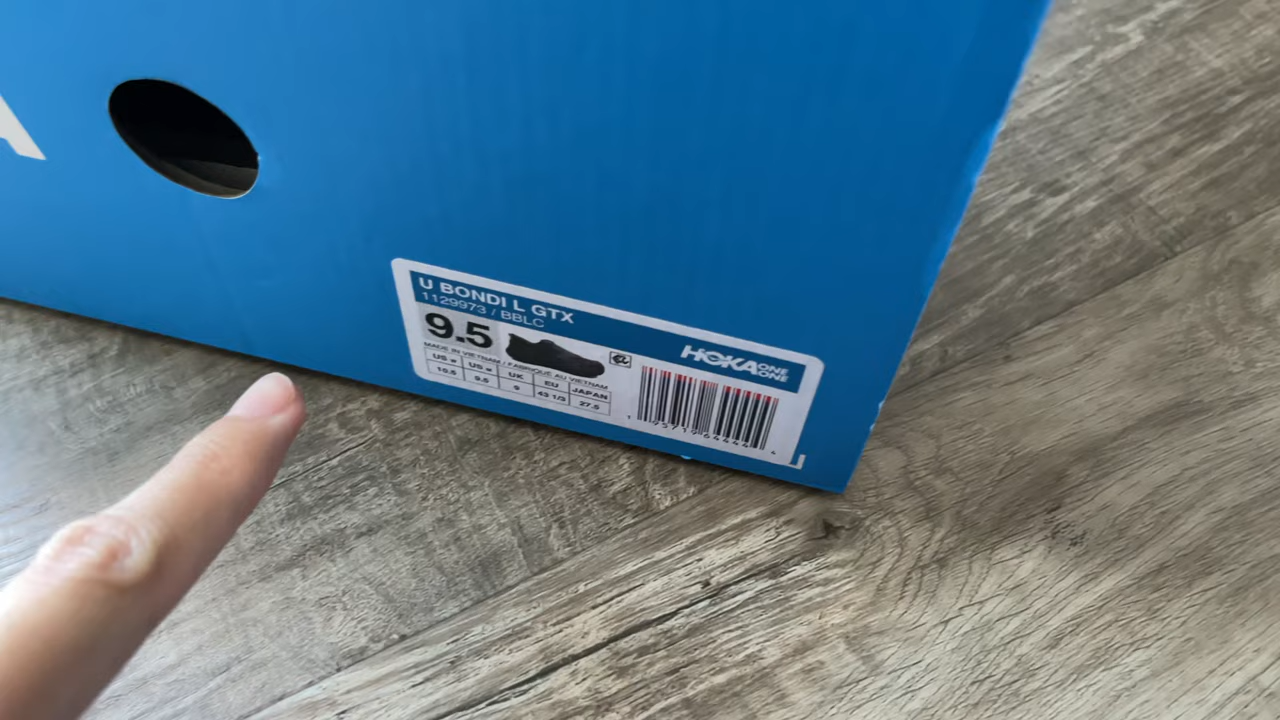 A
U BONDI L GTX
1129973 / BBLC
HOKA ONE ONE
9.5
MADE IN VIETNAM / FABRIQUÉ AU VIETNAM
US W US M UK EU JAPAN
10.5 9.5 9 43 1/3 27.5